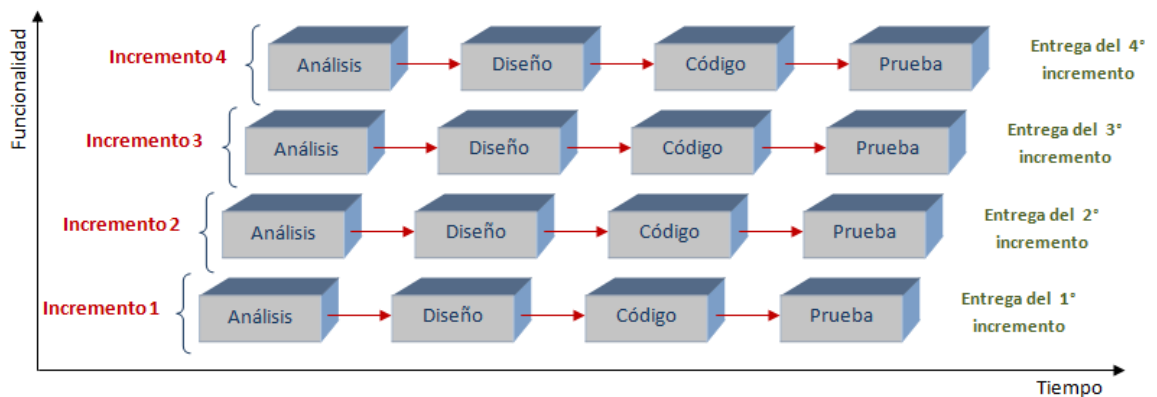 Funcionalidad
Incremento 4
Análisis
Diseño
Código
Prueba
Entrega del 4°
incremento
Incremento 3
Análisis
Diseño
Código
Prueba
Entrega del 3°
incremento
Incremento 2
Análisis
Diseño
Código
Prueba
Entrega del 2°
incremento
Incremento 1
Análisis
Diseño
Código
Prueba
Entrega del 1°
incremento
Tiempo